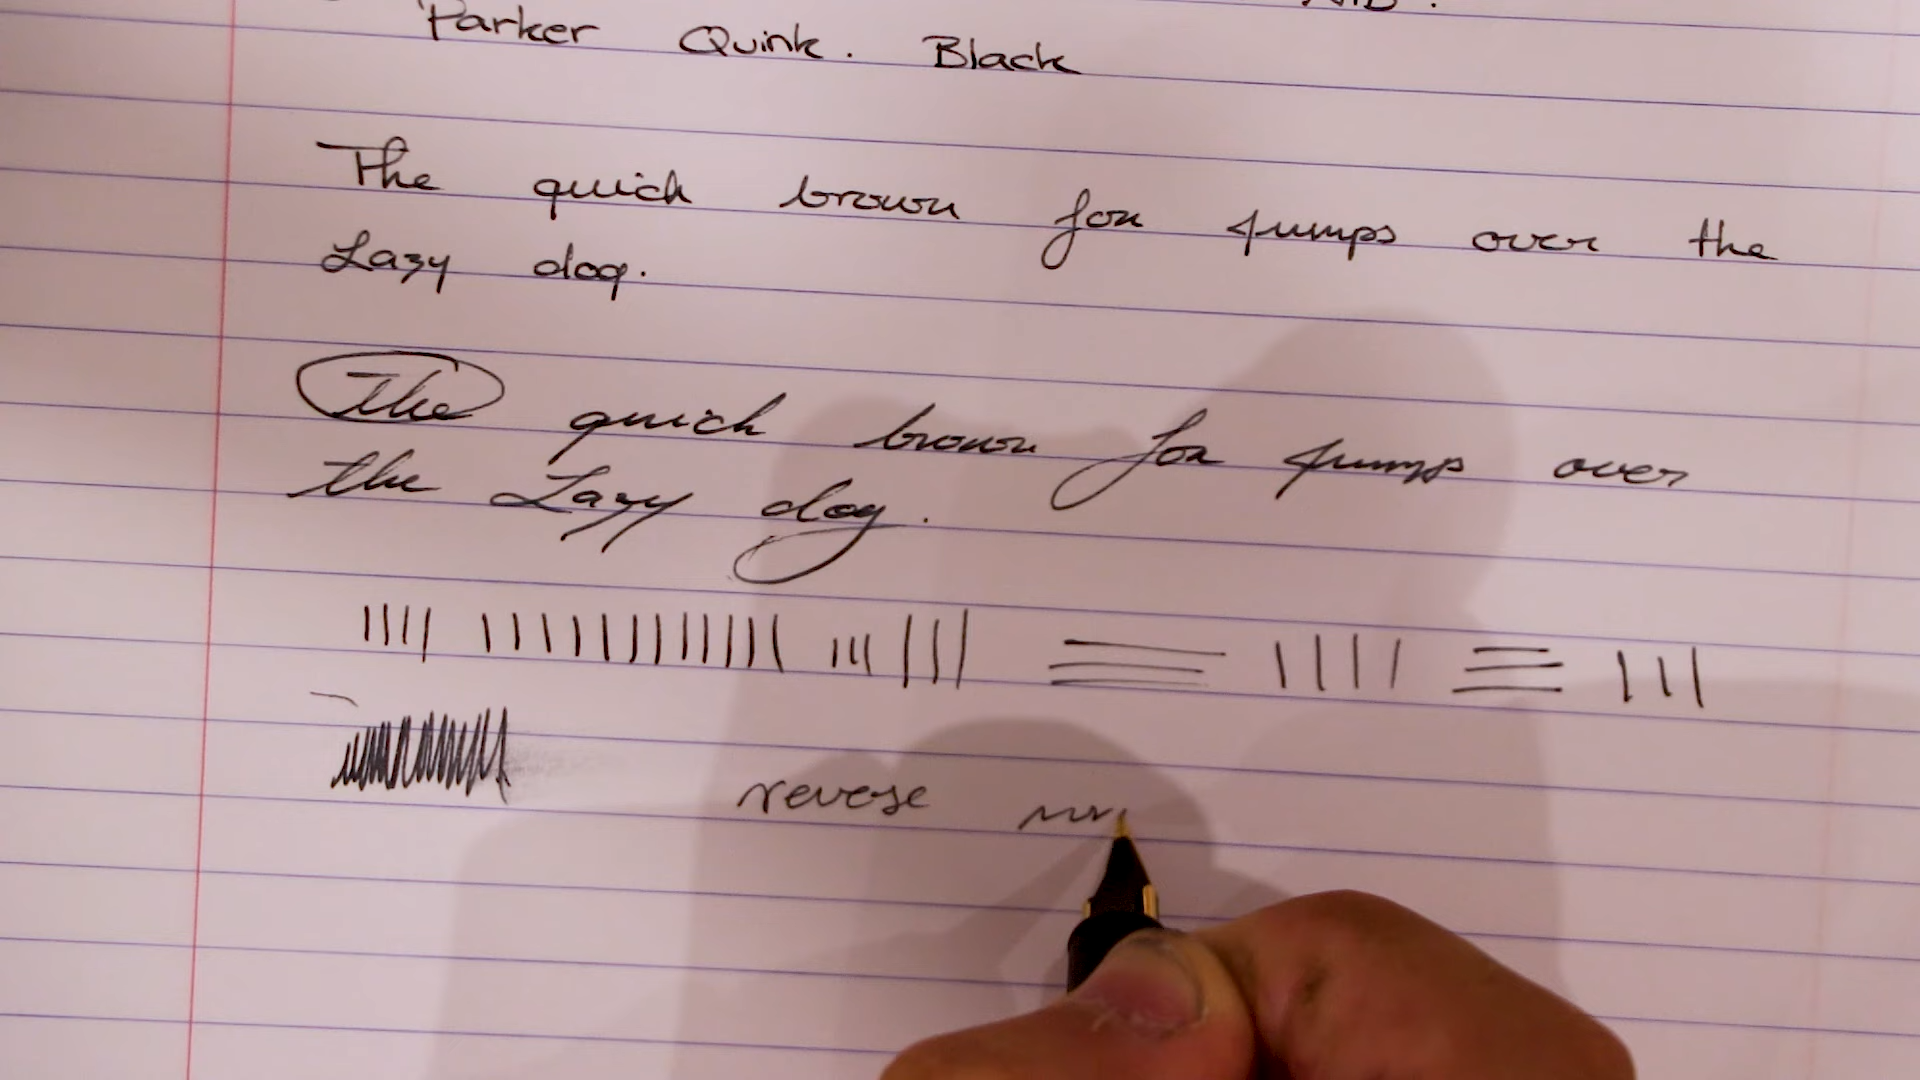 NIB.
Parker Quink. Black
The quick brown fox jumps over the
Lazy dog.
The quick brown fox jumps over
the Lazy dog.
reverse